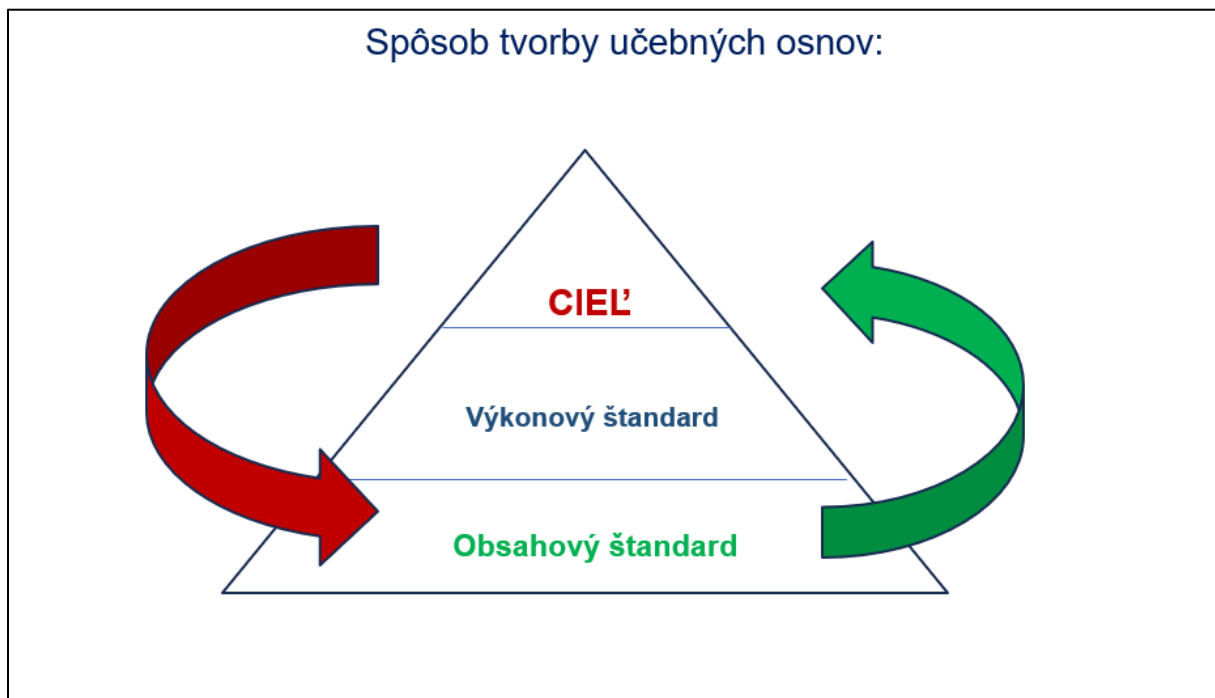 Spôsob tvorby učebných osnov:
CIEĽ
Výkonový štandard
Obsahový štandard